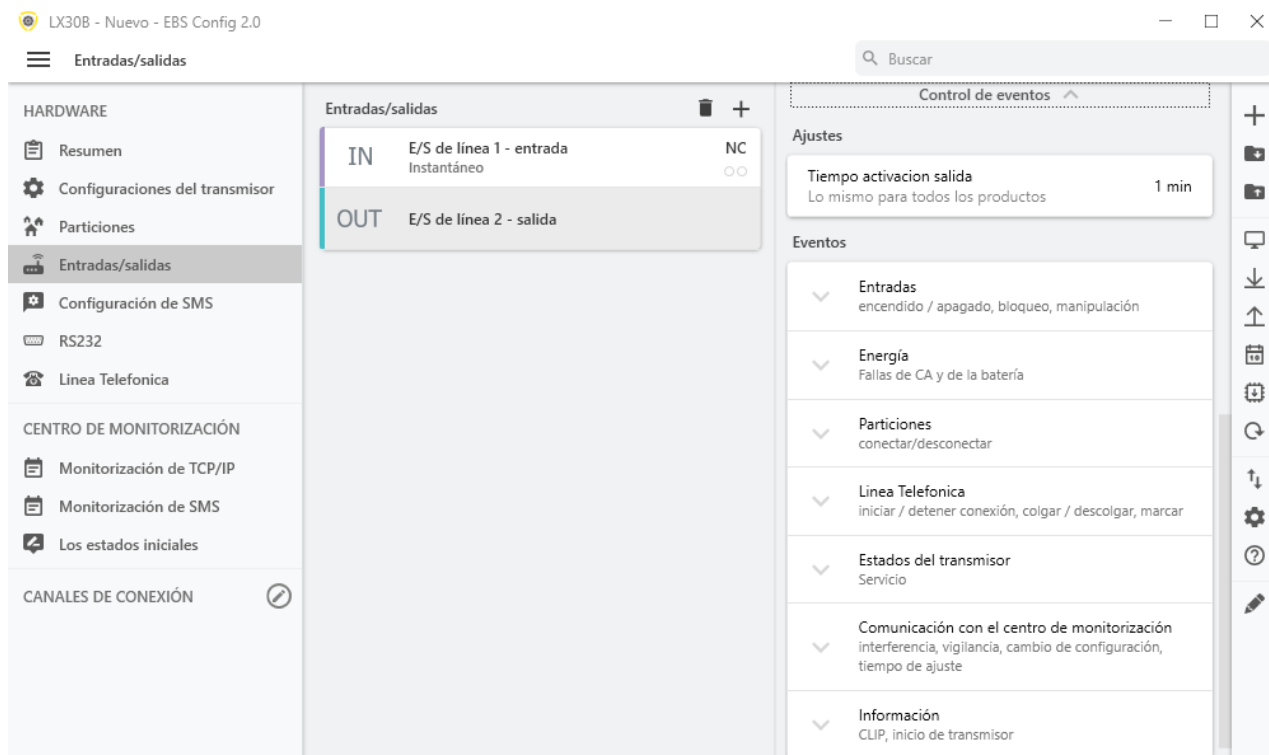 LX30B - Nuevo - EBS Config 2.0
Entradas/salidas
Buscar
HARDWARE
Resumen
Configuraciones del transmisor
Particiones
Entradas/salidas
Configuración de SMS
RS232
Linea Telefonica
CENTRO DE MONITORIZACIÓN
Monitorización de TCP/IP
Monitorización de SMS
Los estados iniciales
CANALES DE CONEXIÓN
Entradas/salidas
IN
E/S de línea 1 - entrada
NC
Instantáneo
OUT
E/S de línea 2 - salida
Control de eventos
Ajustes
Tiempo activacion salida
Lo mismo para todos los productos
1 min
Eventos
Entradas
encendido / apagado, bloqueo, manipulación
Energía
Fallas de CA y de la batería
Particiones
conectar/desconectar
Linea Telefonica
iniciar / detener conexión, colgar / descolgar, marcar
Estados del transmisor
Servicio
Comunicación con el centro de monitorización
interferencia, vigilancia, cambio de configuración,
tiempo de ajuste
Información
CLIP, inicio de transmisor